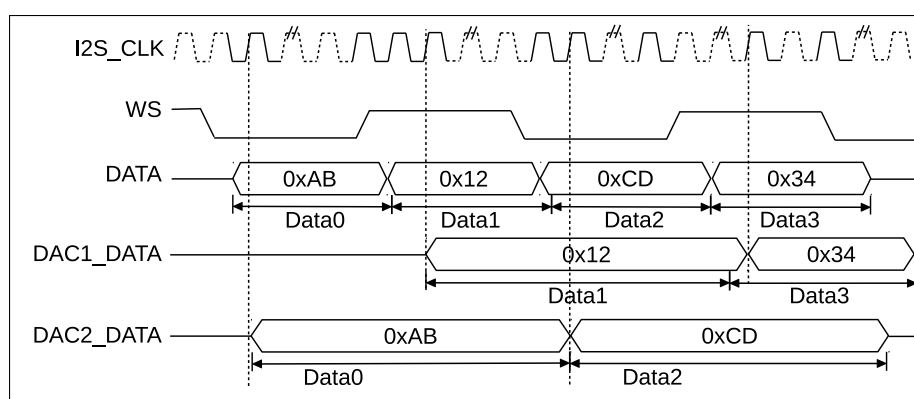 I2S_CLK
WS
DATA 0xAB 0x12 0xCD 0x34
Data0 Data1 Data2 Data3
DAC1_DATA 0x12 0x34
Data1 Data3
DAC2_DATA 0xAB 0xCD
Data0 Data2